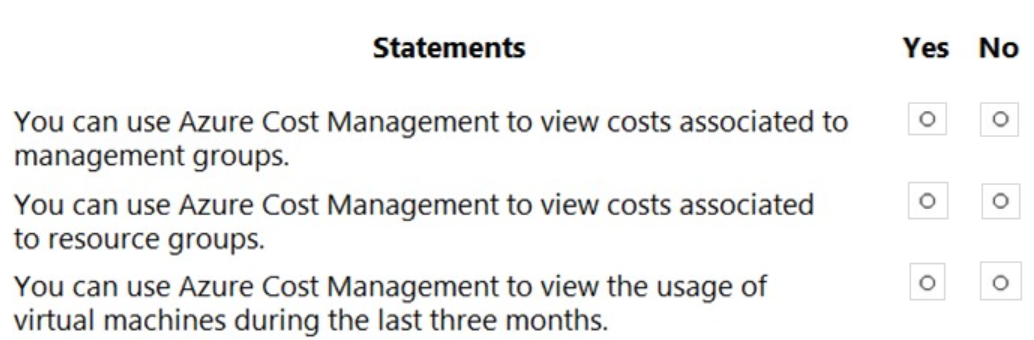 Statements Yes No
You can use Azure Cost Management to view costs associated to
management groups.
You can use Azure Cost Management to view costs associated
to resource groups.
You can use Azure Cost Management to view the usage of
virtual machines during the last three months.